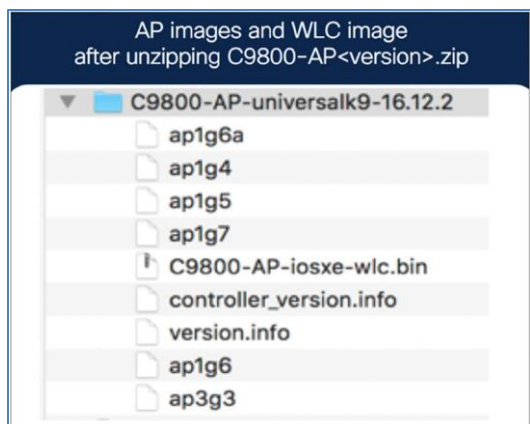 AP images and WLC image
after unzipping C9800-AP<version>.zip
C9800-AP-universalk9-16.12.2
ap1g6a
ap1g4
ap1g5
ap1g7
C9800-AP-iosxe-wlc.bin
controller_version.info
version.info
ap1g6
ap3g3